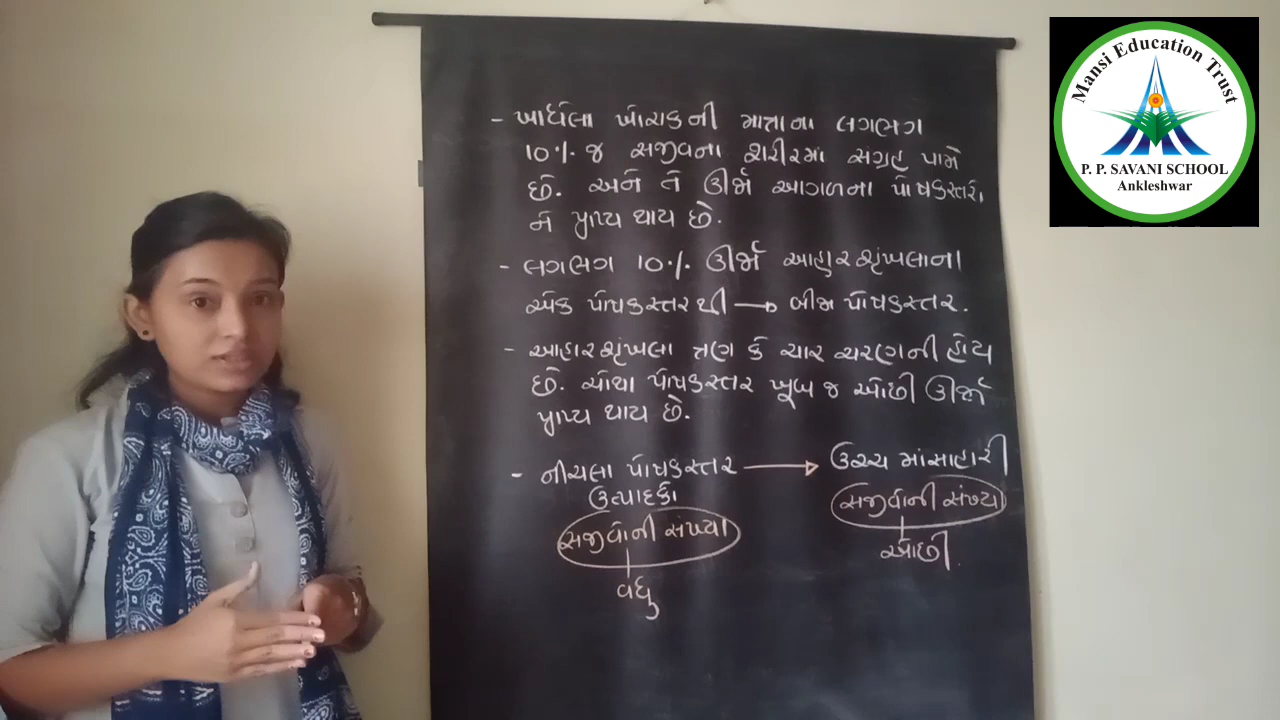 - ખાધેલા ખોરાકની માત્રાના લગભગ
10% જ સજીવના શરીરમાં સંગ્રહ પામે
છે. અને તે ઊર્જા આગળના પોષકસ્તરો
ને પ્રાપ્ય થાય છે.
- લગભગ 10% ઊર્જા આહારશૃંખલાના
એક પોષકસ્તરથી → બીજા પોષકસ્તર.
- આહારશૃંખલા ત્રણ કે ચાર ચરણની હોય
છે. ચોથા પોષકસ્તર ખૂબ જ ઓછી ઊર્જા
પ્રાપ્ય થાય છે.
- નીચલા પોષકસ્તર → ઉચ્ચ માંસાહારી
ઉત્પાદકો
સજીવોની સંખ્યા સજીવોની સંખ્યા
વધુ ઓછી
Mansi Education Trust
P. P. SAVANI SCHOOL
Ankleshwar